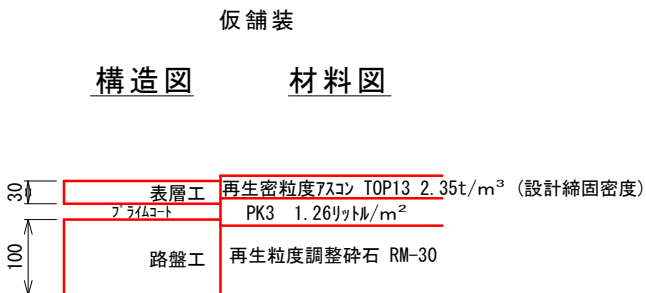 仮舗装
構造図 材料図
30 表層工 再生密粒度アスコン TOP13 2.35t/m³ (設計締固密度)
プライムコート PK3 1.26リットル/m²
100 路盤工 再生粒度調整砕石 RM-30